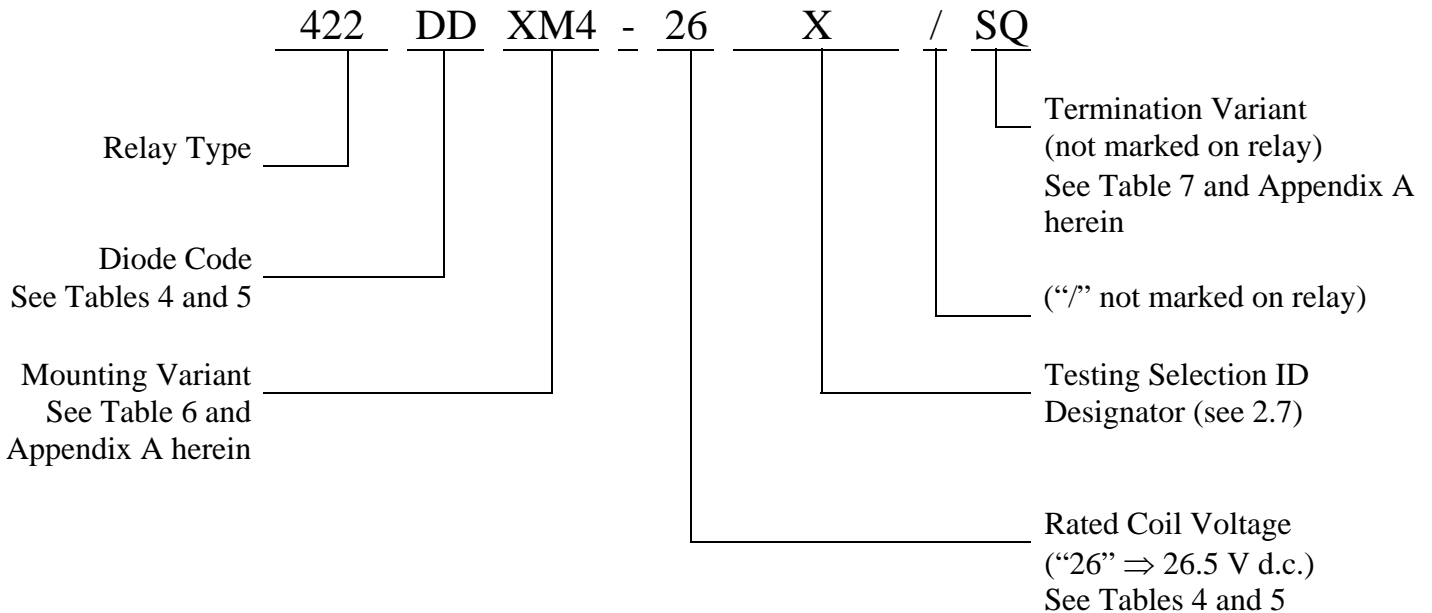 422 DD XM4 - 26 X / SQ
Relay Type
Diode Code
See Tables 4 and 5
Mounting Variant
See Table 6 and
Appendix A herein
Termination Variant
(not marked on relay)
See Table 7 and Appendix A
herein
(“/” not marked on relay)
Testing Selection ID
Designator (see 2.7)
Rated Coil Voltage
(“26” ⇒ 26.5 V d.c.)
See Tables 4 and 5